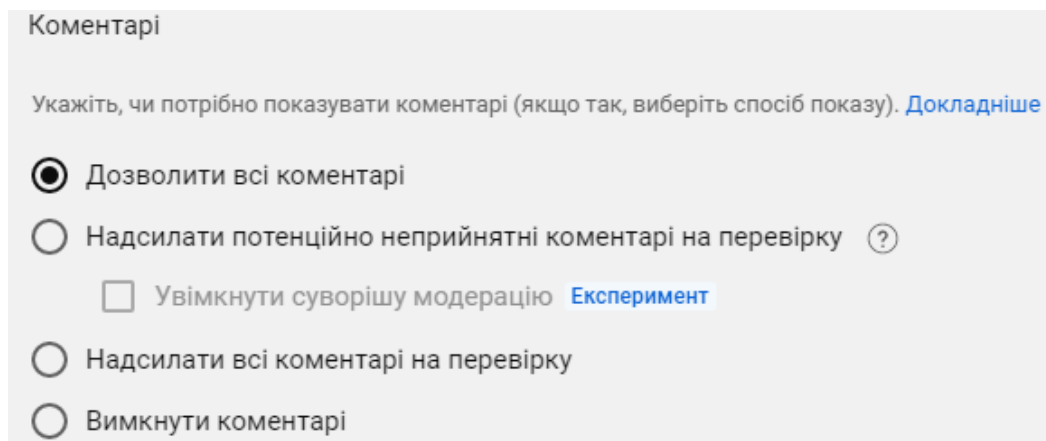 Коментарі
Укажіть, чи потрібно показувати коментарі (якщо так, виберіть спосіб показу). Докладніше
Дозволити всі коментарі
Надсилати потенційно неприйнятні коментарі на перевірку ?
Увімкнути суворішу модерацію Експеримент
Надсилати всі коментарі на перевірку
Вимкнути коментарі